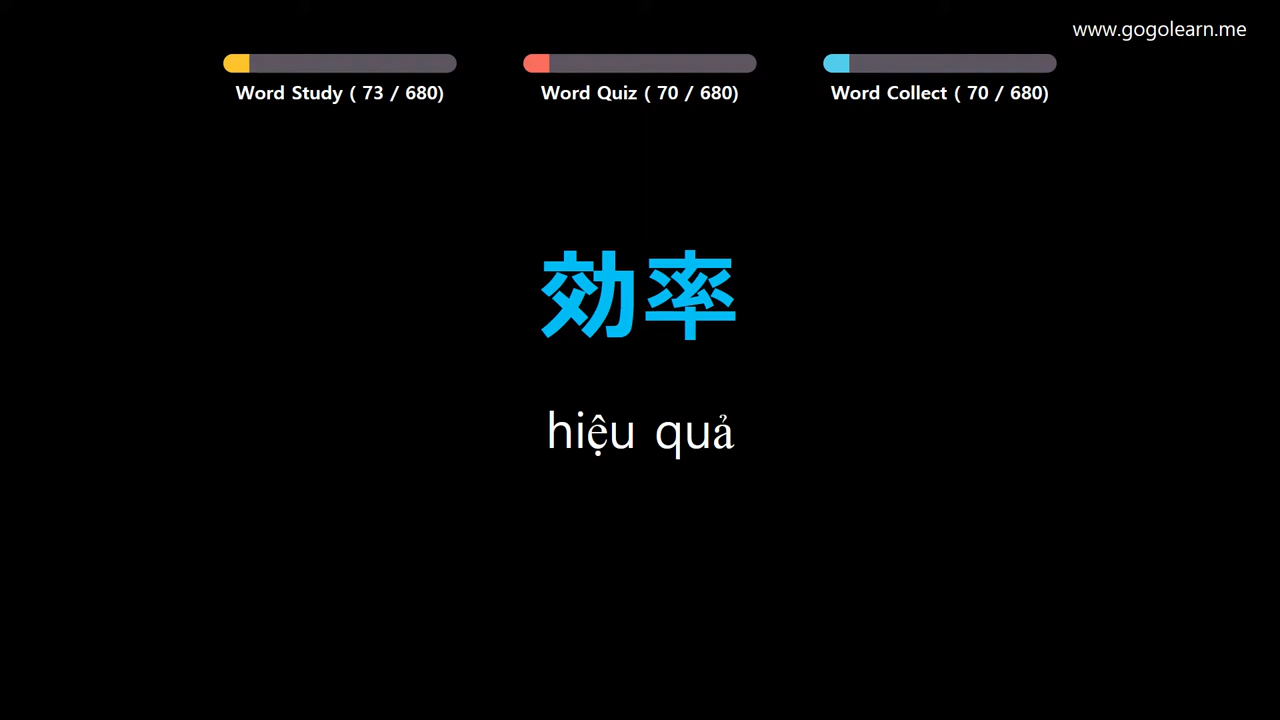 www.gogolearn.me
Word Study ( 73 / 680)
Word Quiz ( 70 / 680)
Word Collect ( 70 / 680)
効率
hiệu quả